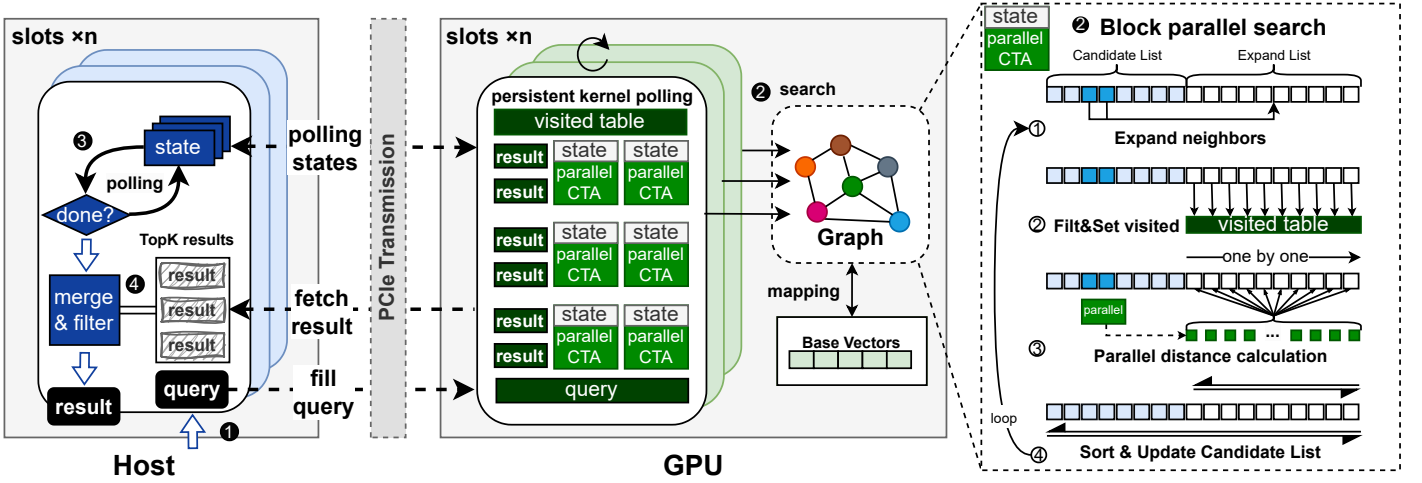 slots ×n
❸
state
polling
done?
TopK results
❹
merge
& filter
result
result
result
result
query
❶
Host
polling
states
fetch
result
fill
query
PCIe Transmission
slots ×n
persistent kernel polling
visited table
result
result
state
parallel
CTA
state
parallel
CTA
result
result
state
parallel
CTA
state
parallel
CTA
result
result
state
parallel
CTA
state
parallel
CTA
query
GPU
❷ search
Graph
mapping
Base Vectors
state
parallel
CTA
❷ Block parallel search
Candidate List
Expand List
①
Expand neighbors
② Filt&Set visited
visited table
one by one
parallel
...
③
Parallel distance calculation
loop
④
Sort & Update Candidate List